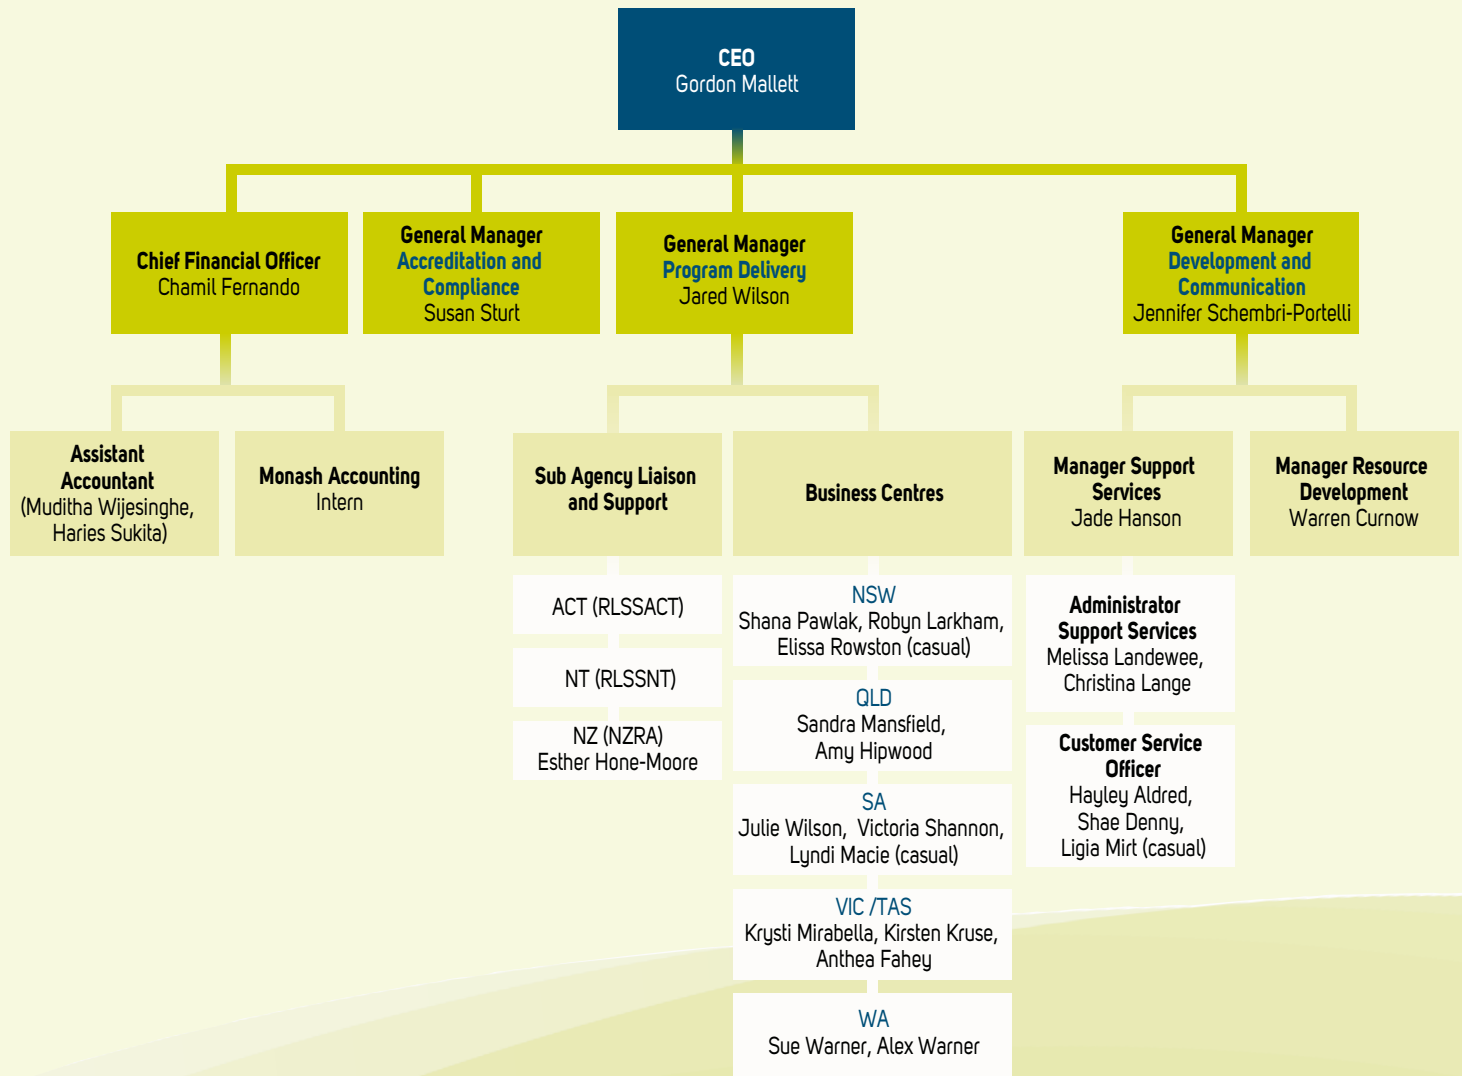 CEO
Gordon Mallett
Chief Financial Officer
Chamil Fernando
General Manager
Accreditation and
Compliance
Susan Sturt
General Manager
Program Delivery
Jared Wilson
General Manager
Development and
Communication
Jennifer Schembri-Portelli
Assistant
Accountant
(Muditha Wijesinghe,
Haries Sukita)
Monash Accounting
Intern
Sub Agency Liaison
and Support
Business Centres
Manager Support
Services
Jade Hanson
Manager Resource
Development
Warren Curnow
ACT (RLSSACT)
NT (RLSSNT)
NZ (NZRA)
Esther Hone-Moore
NSW
Shana Pawlak, Robyn Larkham,
Elissa Rowston (casual)
QLD
Sandra Mansfield,
Amy Hipwood
SA
Julie Wilson, Victoria Shannon,
Lyndi Macie (casual)
VIC /TAS
Krysti Mirabella, Kirsten Kruse,
Anthea Fahey
WA
Sue Warner, Alex Warner
Administrator
Support Services
Melissa Landewee,
Christina Lange
Customer Service
Officer
Hayley Aldred,
Shae Denny,
Ligia Mirt (casual)